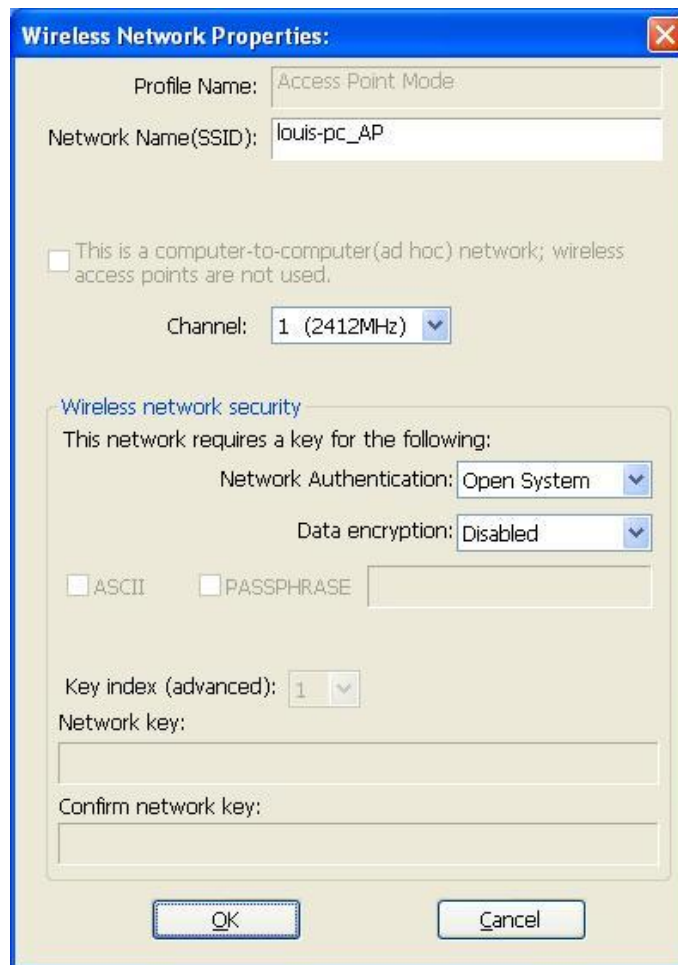 Wireless Network Properties:
Profile Name: Access Point Mode
Network Name(SSID): louis-pc_AP
This is a computer-to-computer(ad hoc) network; wireless
access points are not used.
Channel: 1 (2412MHz)
Wireless network security
This network requires a key for the following:
Network Authentication: Open System
Data encryption: Disabled
ASCII PASSPHRASE
Key index (advanced): 1
Network key:
Confirm network key:
OK Cancel